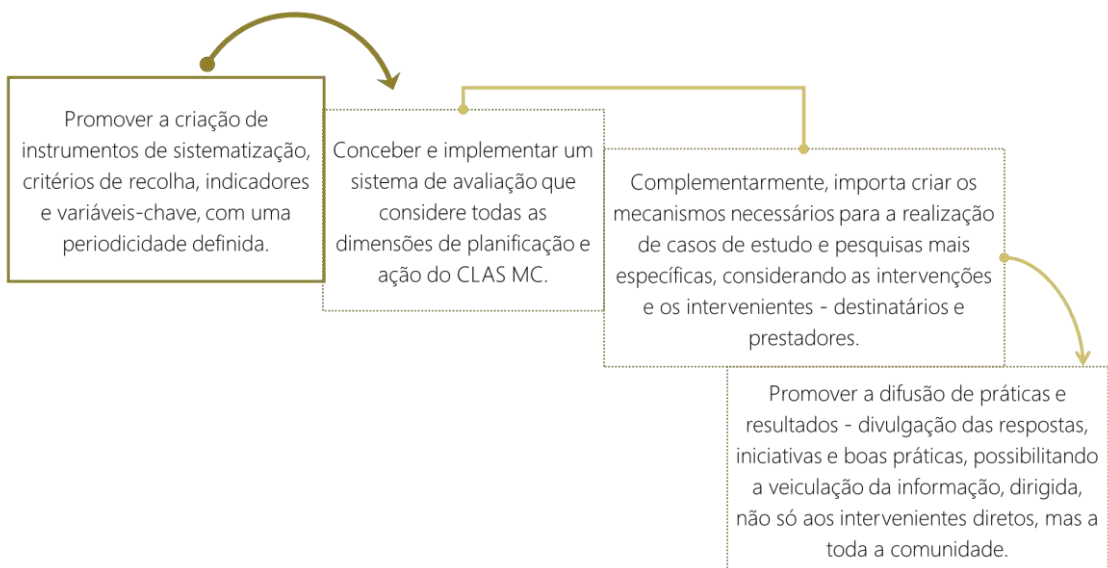 Promover a criação de
instrumentos de sistematização,
critérios de recolha, indicadores
e variáveis-chave, com uma
periodicidade definida.
Conceber e implementar um
sistema de avaliação que
considere todas as
dimensões de planificação e
ação do CLAS MC.
Complementarmente, importa criar os
mecanismos necessários para a realização
de casos de estudo e pesquisas mais
específicas, considerando as intervenções
e os intervenientes - destinatários e
prestadores.
Promover a difusão de práticas e
resultados - divulgação das respostas,
iniciativas e boas práticas, possibilitando
a veiculação da informação, dirigida,
não só aos intervenientes diretos, mas a
toda a comunidade.